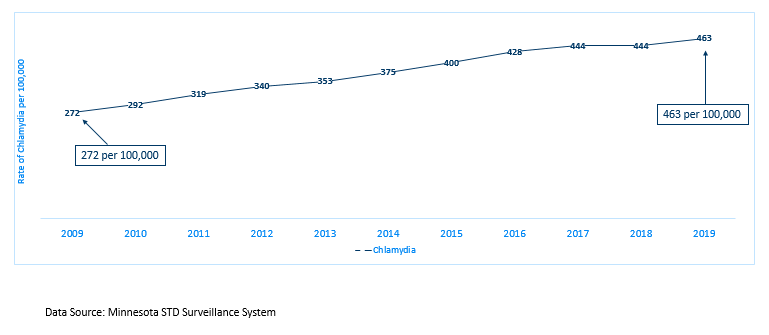 Rate of Chlamydia per 100,000
272 292 319 340 353 375 400 428 444 444 463
272 per 100,000
463 per 100,000
2009 2010 2011 2012 2013 2014 2015 2016 2017 2018 2019
Chlamydia
Data Source: Minnesota STD Surveillance System